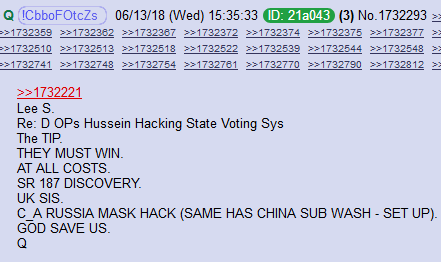 Q !CbboFOtcZs 06/13/18 (Wed) 15:35:33 ID: 21a043 (3) No.1732293
>>1732359 >>1732362 >>1732367 >>1732372 >>1732374 >>1732375 >>1732377
>>1732510 >>1732513 >>1732518 >>1732521 >>1732524 >>1732544 >>1732548
>>1732741 >>1732748 >>1732754 >>1732761 >>1732770 >>1732790 >>1732812
>>1732221
Lee S.
Re: D OPs Hussein Hacking State Voting Sys
The TIP.
THEY MUST WIN.
AT ALL COSTS.
SR 187 DISCOVERY.
UK SIS.
C_A RUSSIA MASK HACK (SAME HAS CHINA SUB WASH - SET UP).
GOD SAVE US.
Q